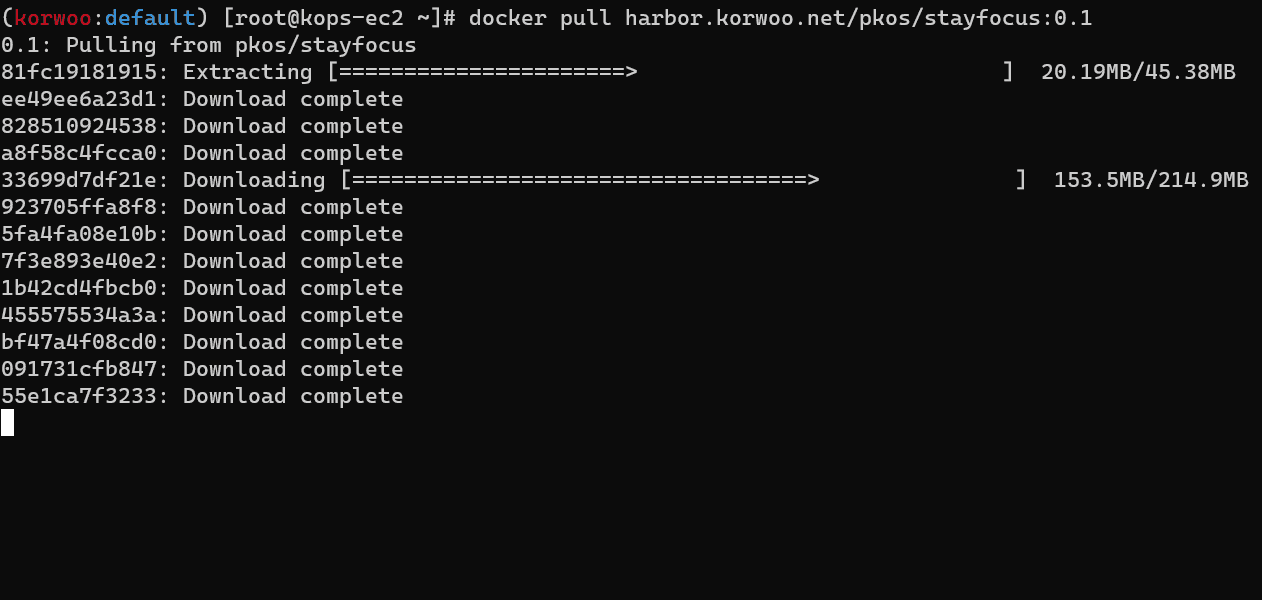 (korwoo:default) [root@kops-ec2 ~]# docker pull harbor.korwoo.net/pkos/stayfocus:0.1
0.1: Pulling from pkos/stayfocus
81fc19181915: Extracting [======================>                            ]  20.19MB/45.38MB
ee49ee6a23d1: Download complete
828510924538: Download complete
a8f58c4fcca0: Download complete
33699d7df21e: Downloading [===================================>               ]  153.5MB/214.9MB
923705ffa8f8: Download complete
5fa4fa08e10b: Download complete
7f3e893e40e2: Download complete
1b42cd4fbcb0: Download complete
455575534a3a: Download complete
bf47a4f08cd0: Download complete
091731cfb847: Download complete
55e1ca7f3233: Download complete